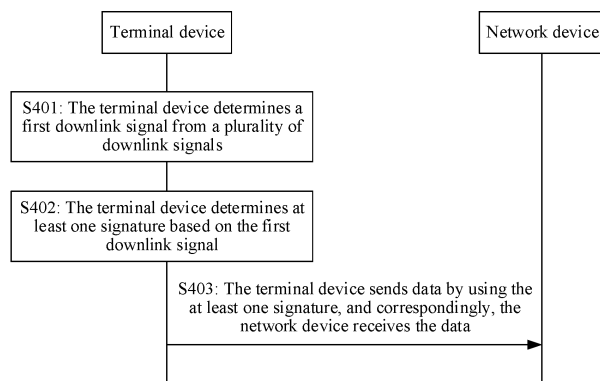 Terminal device
Network device
S401: The terminal device determines a
first downlink signal from a plurality of
downlink signals
S402: The terminal device determines at
least one signature based on the first
downlink signal
S403: The terminal device sends data by using the
at least one signature, and correspondingly, the
network device receives the data